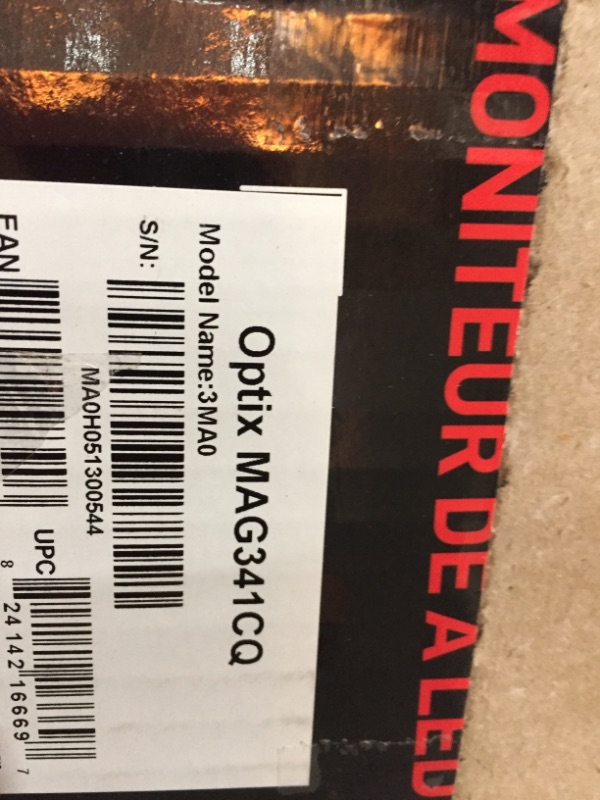 MONITEUR DE A LED
Optix MAG341CQ
Model Name:3MA0
S/N:
MA0H051300544
EAN
UPC
8 24142 16669 7